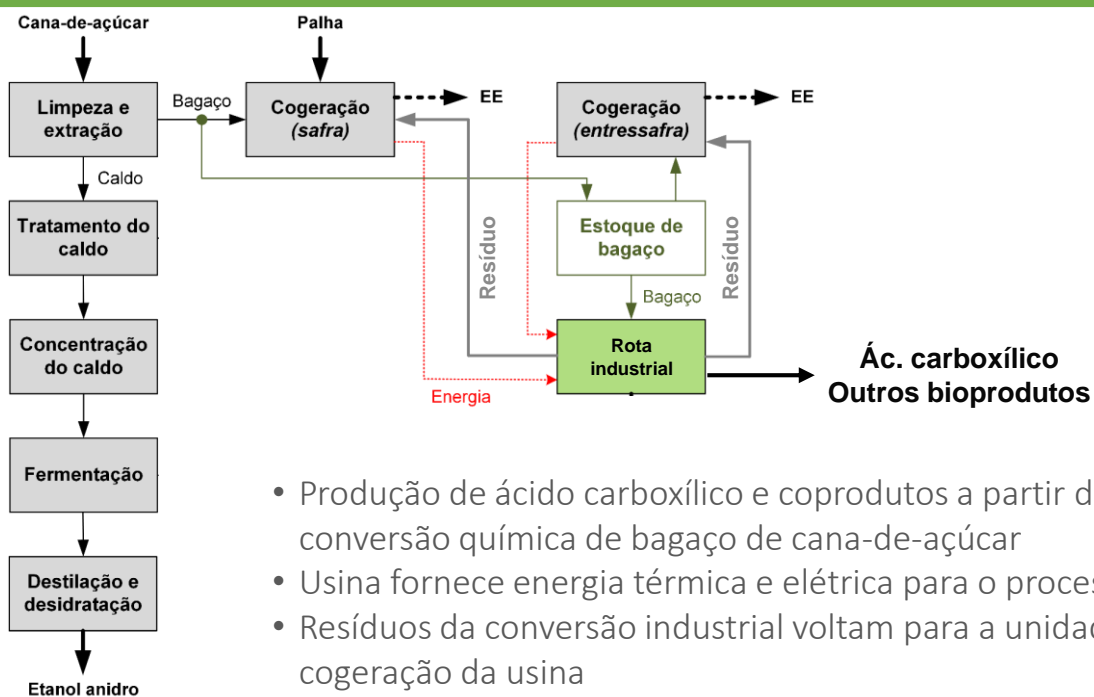 Cana-de-açúcar
Palha
Limpeza e
extração
Bagaço
Cogeração
(safra)
EE
Cogeração
(entressafra)
EE
Caldo
Tratamento do
caldo
Resíduo
Estoque de
bagaço
Resíduo
Bagaço
Concentração
do caldo
Rota
industrial
Energia
Ác. carboxílico
Outros bioprodutos
Fermentação
Destilação e
desidratação
Etanol anidro
• Produção de ácido carboxílico e coprodutos a partir d
conversão química de bagaço de cana-de-açúcar
• Usina fornece energia térmica e elétrica para o proces
• Resíduos da conversão industrial voltam para a unidad
cogeração da usina